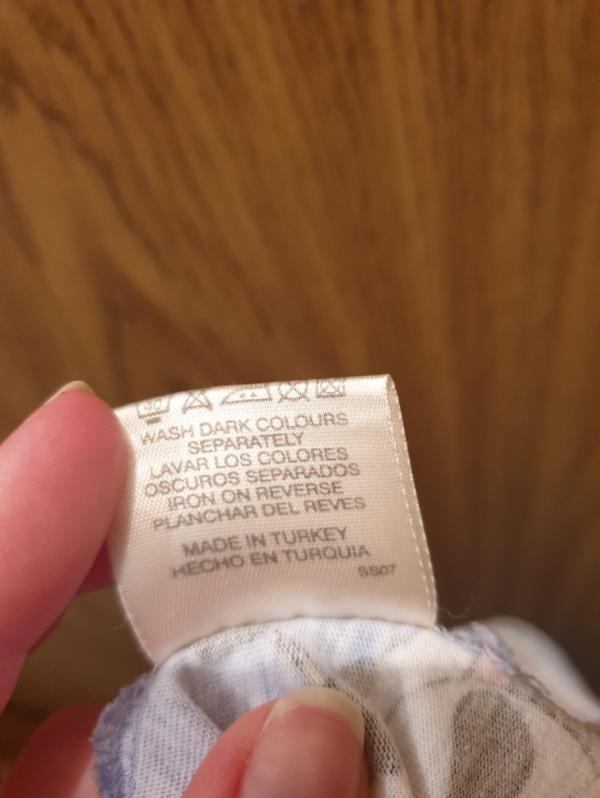 WASH DARK COLOURS
SEPARATELY
LAVAR LOS COLORES
OSCUROS SEPARADOS
IRON ON REVERSE
PLANCHAR DEL REVES
MADE IN TURKEY
HECHO EN TURQUIA
SS07